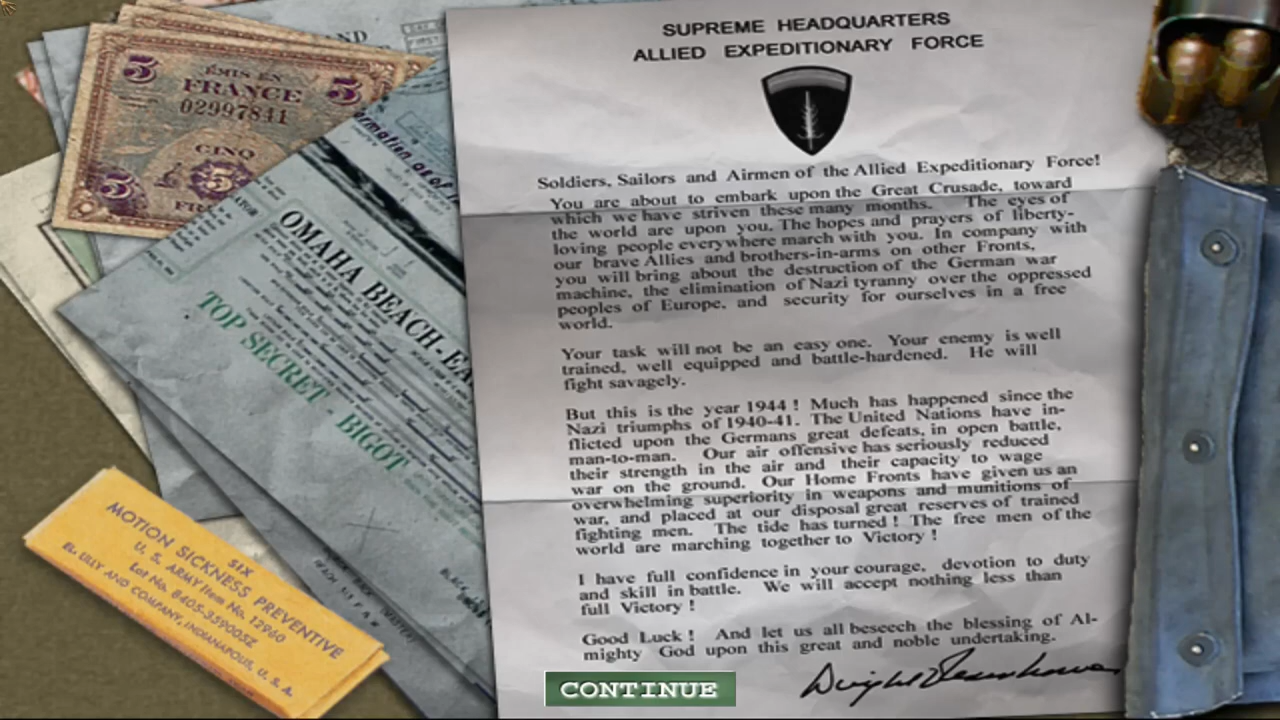 SUPREME HEADQUARTERS
ALLIED EXPEDITIONARY FORCE
Soldiers, Sailors and Airmen of the Allied Expeditionary Force!
You are about to embark upon the Great Crusade, toward
which we have striven these many months. The eyes of
the world are upon you. The hopes and prayers of liberty-
loving people everywhere march with you. In company with
our brave Allies and brothers-in-arms on other Fronts,
you will bring about the destruction of the German war
machine, the elimination of Nazi tyranny over the oppressed
peoples of Europe, and security for ourselves in a free
world.
Your task will not be an easy one. Your enemy is well
trained, well equipped and battle-hardened. He will
fight savagely.
But this is the year 1944 ! Much has happened since the
Nazi triumphs of 1940-41. The United Nations have in-
flicted upon the Germans great defeats, in open battle,
man-to-man. Our air offensive has seriously reduced
their strength in the air and their capacity to wage
war on the ground. Our Home Fronts have given us an
overwhelming superiority in weapons and munitions of
war, and placed at our disposal great reserves of trained
fighting men. The tide has turned ! The free men of the
world are marching together to Victory !
I have full confidence in your courage, devotion to duty
and skill in battle. We will accept nothing less than
full Victory !
Good Luck ! And let us all beseech the blessing of Al-
mighty God upon this great and noble undertaking.
Dwight D Eisenhower
CONTINUE
5
ÉMIS EN
FRANCE
5
02997841
CINQ
5
5
OMAHA BEACH-EA
TOP SECRET - BIGOT
SIX
MOTION SICKNESS PREVENTIVE
U. S. ARMY Item No. 12960
Lot No. 8405-359005Z
ELI LILLY AND COMPANY, INDIANAPOLIS, U. S. A.